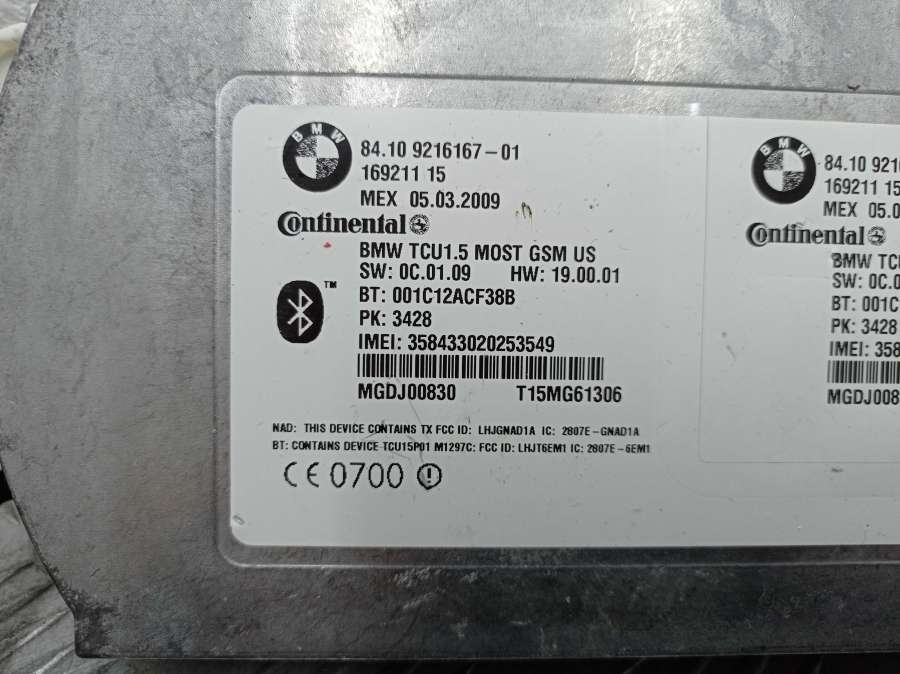 BMW
84.10 9216167-01
169211 15
MEX 05.03.2009
Continental
BMW TCU1.5 MOST GSM US
SW: 0C.01.09 HW: 19.00.01
BT: 001C12ACF38B
TM
PK: 3428
IMEI: 358433020253549
MGDJ00830 T15MG61306
NAD: THIS DEVICE CONTAINS TX FCC ID: LHJGNAD1A IC: 2807E-GNAD1A
BT: CONTAINS DEVICE TCU15P01 M1297C: FCC ID: LHJT6EM1 IC: 2807E-6EM1
CE 0700
BMW
84.10 921
169211 15
MEX 05.0
Continental
BMW TC
SW: 0C.0
BT: 001C
PK: 3428
IMEI: 358
MGDJ008